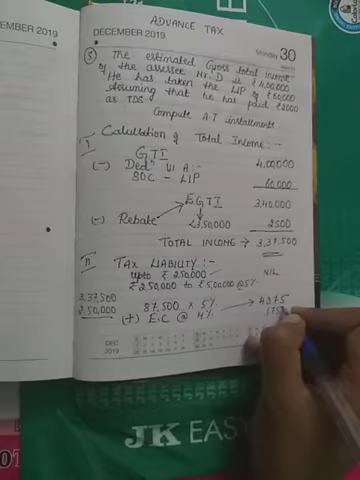 ADVANCE TAX
EMBER 2019
DECEMBER 2019
Monday 30
③ The estimated Gross total income
of the assessee Mr. D is ₹ 4,00,000
He has taken the LIP of ₹ 60,000
Assuming that he has paid ₹ 2000
as TDS
Compute A.T installments
I Calculation of Total Income :-
GTI 4,00,000
(-) Dedⁿ VI A :-
80C - LIP 60,000
EGTI 3,40,000
(-) Rebate <3,50,000 2500
TOTAL INCOME → 3,37,500
II TAX LIABILITY :-
upto ₹ 2,50,000 NIL
₹ 2,50,000 to ₹ 5,00,000 @ 5%
3,37,500
2,50,000
87,500 × 5% → 4375
(+) E.C @ 4% 175
DEC
2019
JK EASY